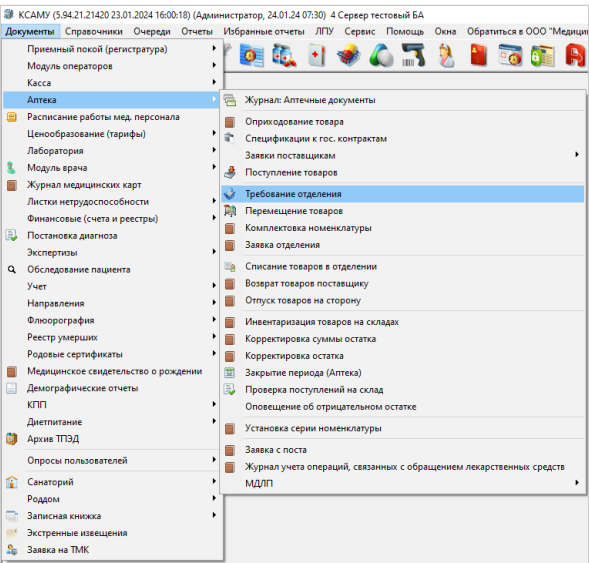 КСАМУ (5.94.21.21420 23.01.2024 16:00:18) (Администратор, 24.01.24 07:30) 4 Сервер тестовый БА
Документы Справочники Очереди Отчеты Избранные отчеты ЛПУ Сервис Помощь Окна Обратиться в ООО "Медици
Приемный покой (регистратура)
Модуль операторов
Касса
Аптека
Расписание работы мед. персонала
Ценообразование (тарифы)
Лаборатория
Модуль врача
Журнал медицинских карт
Листки нетрудоспособности
Финансовые (счета и реестры)
Постановка диагноза
Экспертизы
Обследование пациента
Учет
Направления
Флюорография
Реестр умерших
Родовые сертификаты
Медицинское свидетельство о рождении
Демографические отчеты
КПП
Диетпитание
Архив ТПЭД
Опросы пользователей
Санаторий
Роддом
Записная книжка
Экстренные извещения
Заявка на ТМК
Журнал: Аптечные документы
Оприходование товара
Спецификации к гос. контрактам
Заявки поставщикам
Поступление товаров
Требование отделения
Перемещение товаров
Комплектовка номенклатуры
Заявка отделения
Списание товаров в отделении
Возврат товаров поставщику
Отпуск товаров на сторону
Инвентаризация товаров на складах
Корректировка суммы остатка
Корректировка остатка
Закрытие периода (Аптека)
Проверка поступлений на склад
Оповещение об отрицательном остатке
Установка серии номенклатуры
Заявка с поста
Журнал учета операций, связанных с обращением лекарственных средств
МДЛП